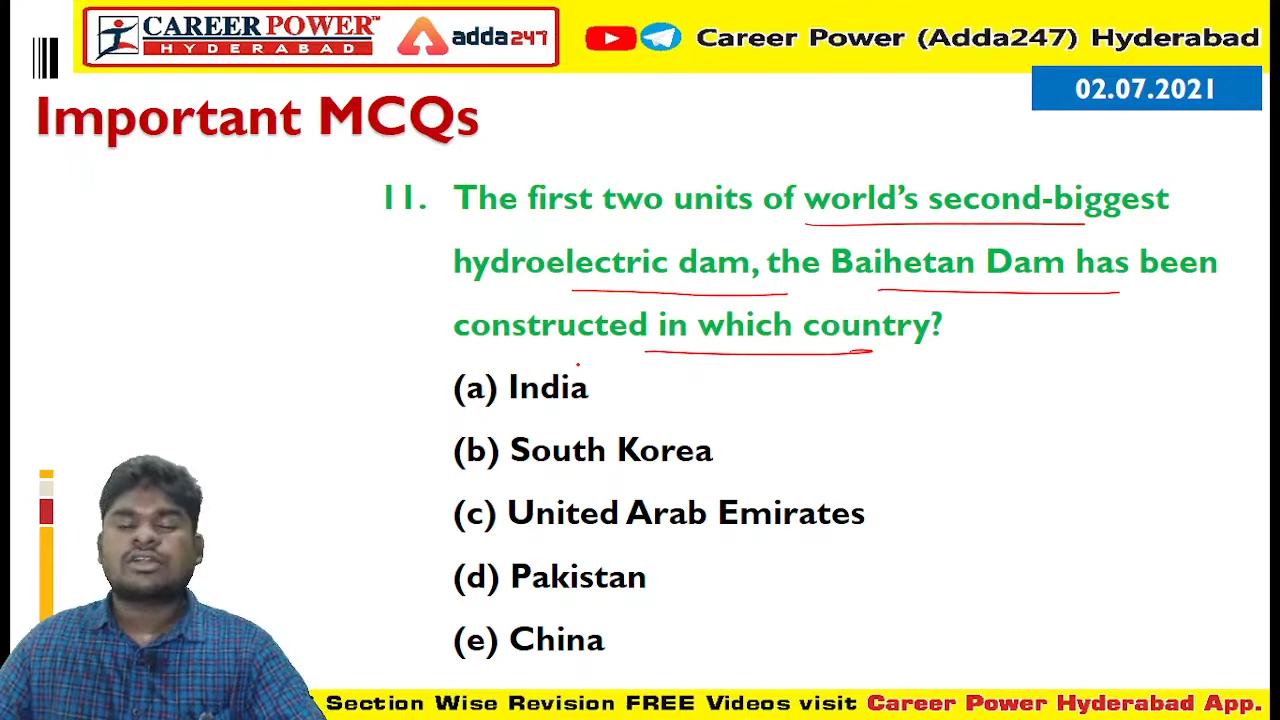 CAREER POWER™
HYDERABAD
adda247
Career Power (Adda247) Hyderabad
02.07.2021
Important MCQs
11. The first two units of world's second-biggest
hydroelectric dam, the Baihetan Dam has been
constructed in which country?
(a) India
(b) South Korea
(c) United Arab Emirates
(d) Pakistan
(e) China
Section Wise Revision FREE Videos visit Career Power Hyderabad App.